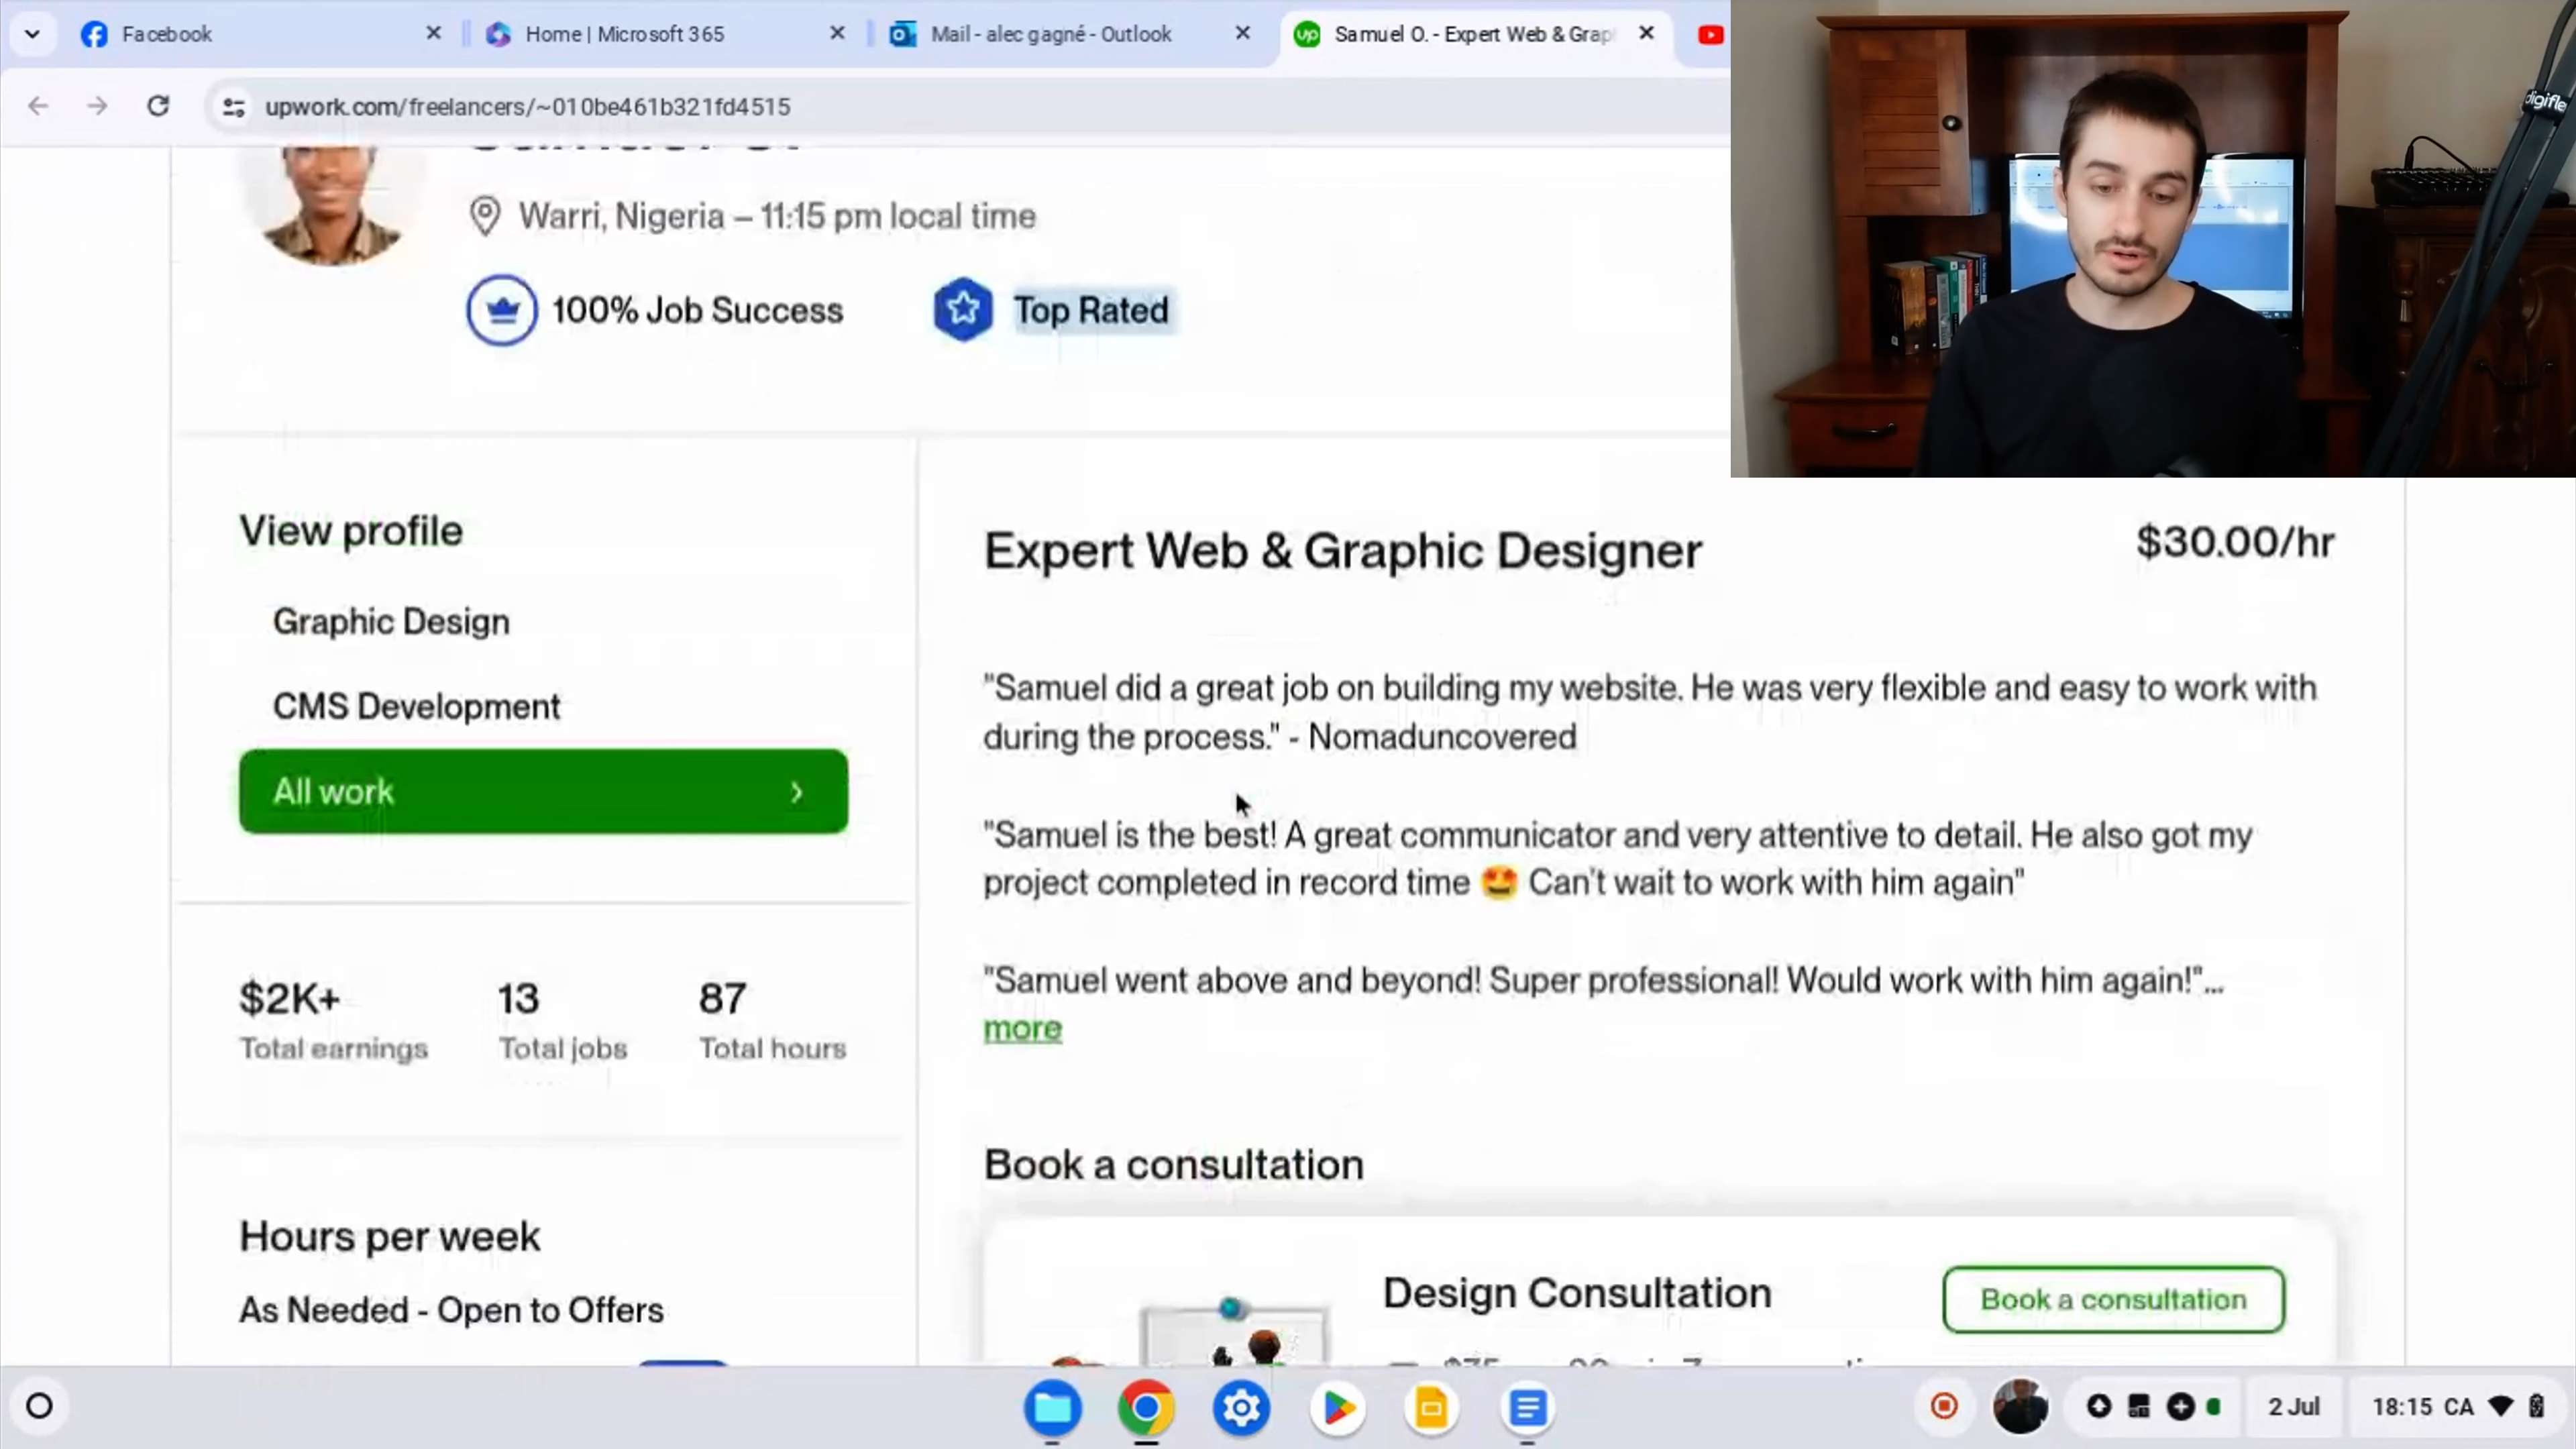 Facebook
Home | Microsoft 365
Mail - alec gagné - Outlook
up
Samuel O. - Expert Web & Grap
upwork.com/freelancers/~010be461b321fd4515
digifle
Warri, Nigeria – 11:15 pm local time
100% Job Success
Top Rated
View profile
Graphic Design
CMS Development
All work
$2K+
Total earnings
13
Total jobs
87
Total hours
Hours per week
As Needed - Open to Offers
Expert Web & Graphic Designer
$30.00/hr
"Samuel did a great job on building my website. He was very flexible and easy to work with
during the process." - Nomaduncovered
"Samuel is the best! A great communicator and very attentive to detail. He also got my
project completed in record time 🤩 Can't wait to work with him again"
"Samuel went above and beyond! Super professional! Would work with him again!"...
more
Book a consultation
Design Consultation
Book a consultation
2 Jul
18:15 CA